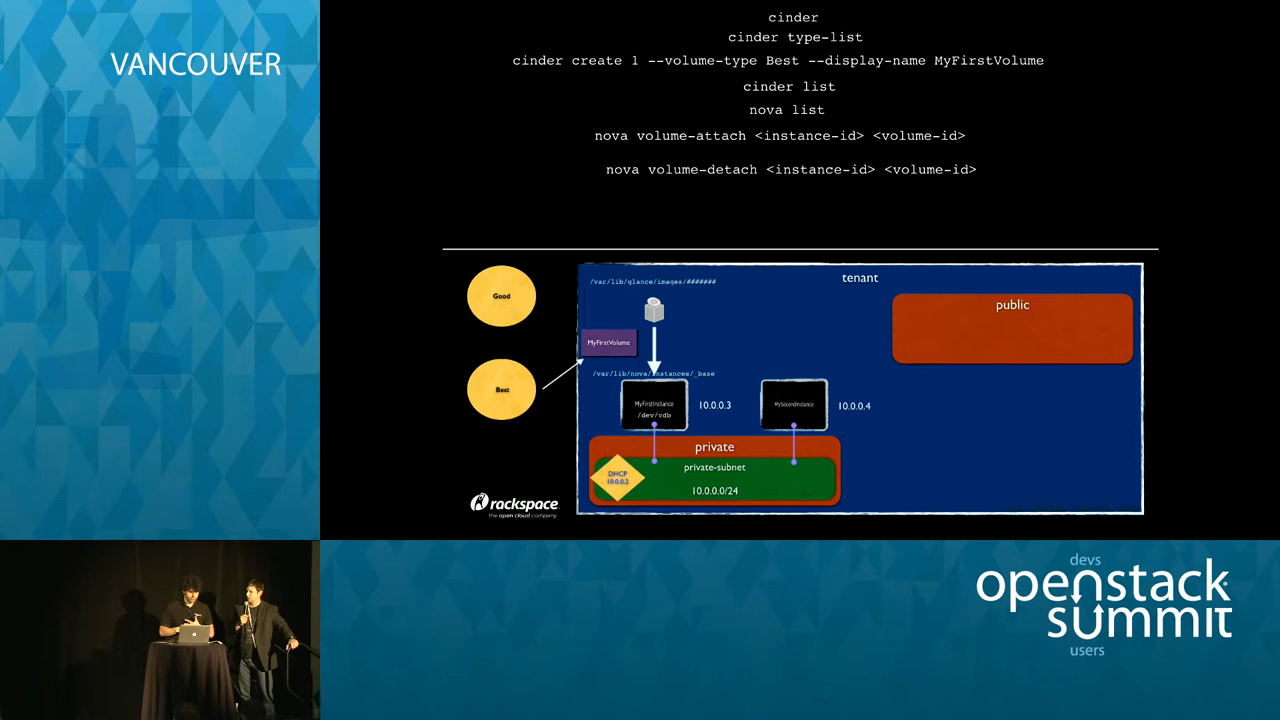 VANCOUVER
cinder
cinder type-list
cinder create 1 --volume-type Best --display-name MyFirstVolume
cinder list
nova list
nova volume-attach <instance-id> <volume-id>
nova volume-detach <instance-id> <volume-id>
Good
Best
/var/lib/glance/images/#######
tenant
public
MyFirstVolume
/var/lib/nova/instances/_base
MyFirstInstance
/dev/vdb
10.0.0.3
MySecondInstance
10.0.0.4
private
private-subnet
10.0.0.0/24
DHCP
10.0.0.2
rackspace
the open cloud company
devs
openstack
summit
users